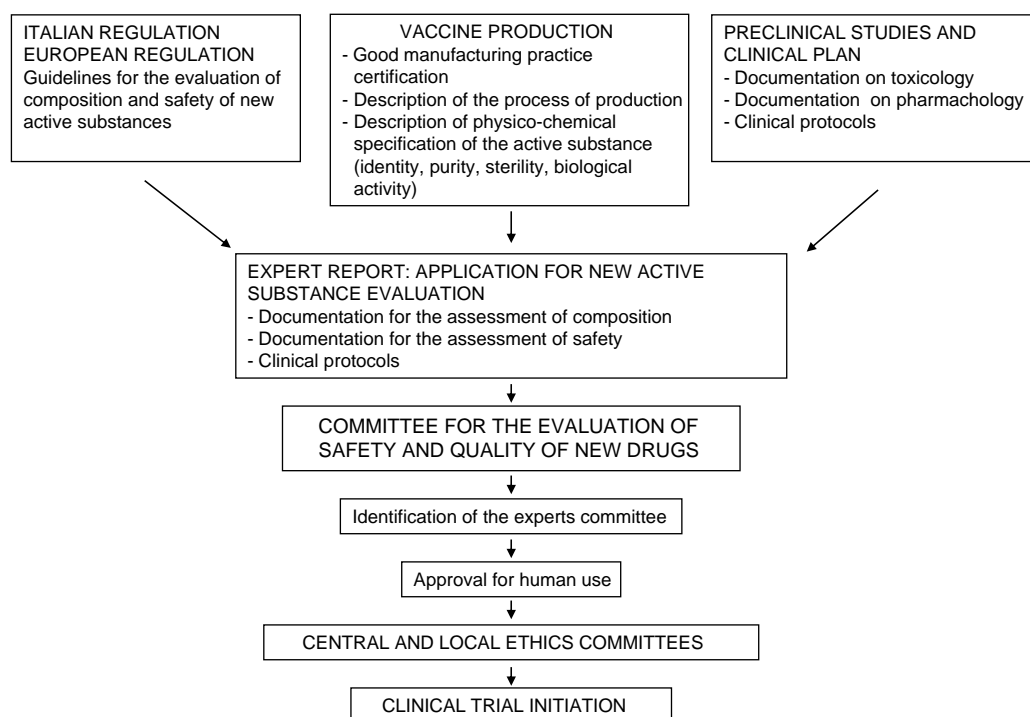 ITALIAN REGULATION
EUROPEAN REGULATION
Guidelines for the evaluation of
composition and safety of new
active substances
VACCINE PRODUCTION
- Good manufacturing practice
certification
- Description of the process of production
- Description of physico-chemical
specification of the active substance
(identity, purity, sterility, biological
activity)
PRECLINICAL STUDIES AND
CLINICAL PLAN
- Documentation on toxicology
- Documentation on pharmachology
- Clinical protocols
EXPERT REPORT: APPLICATION FOR NEW ACTIVE
SUBSTANCE EVALUATION
- Documentation for the assessment of composition
- Documentation for the assessment of safety
- Clinical protocols
COMMITTEE FOR THE EVALUATION OF
SAFETY AND QUALITY OF NEW DRUGS
Identification of the experts committee
Approval for human use
CENTRAL AND LOCAL ETHICS COMMITTEES
CLINICAL TRIAL INITIATION